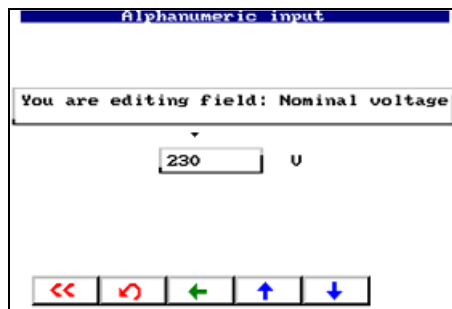 Alphanumeric input
You are editing field: Nominal voltage
230 V
<<